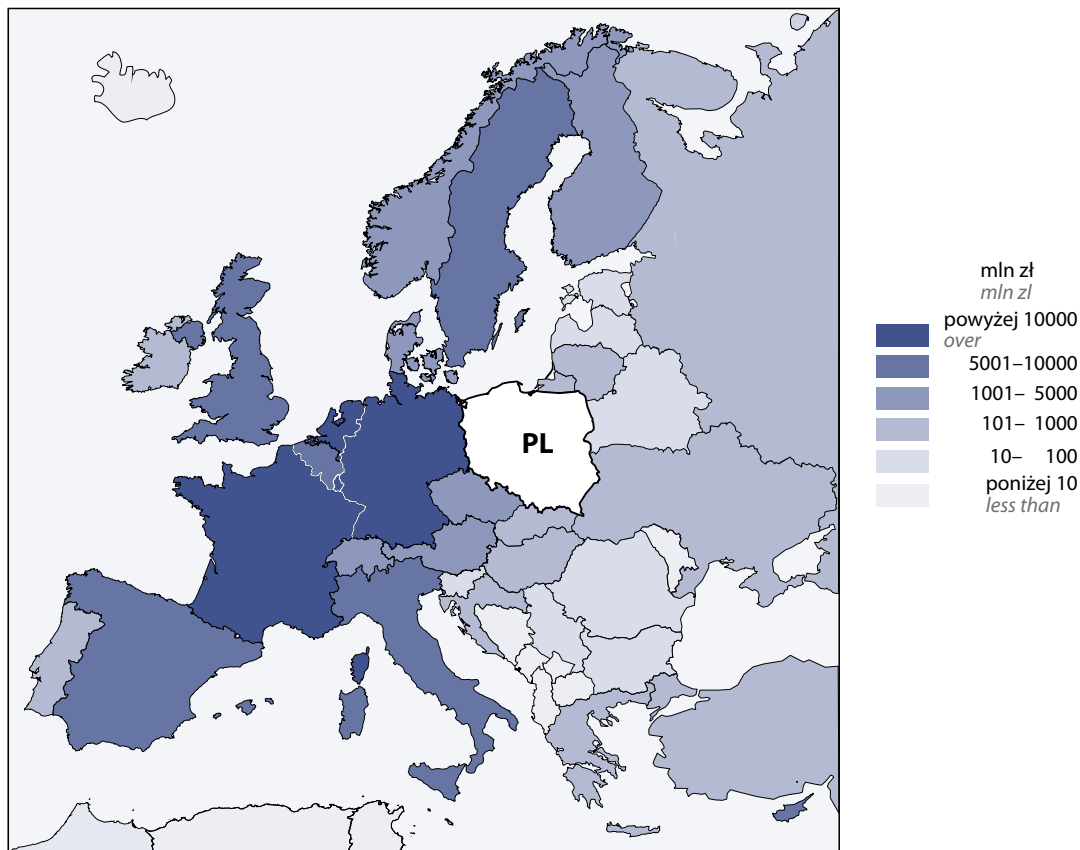 PL
mln zł
mln zl
powyżej 10000
over
5001–10000
1001– 5000
101– 1000
10– 100
poniżej 10
less than